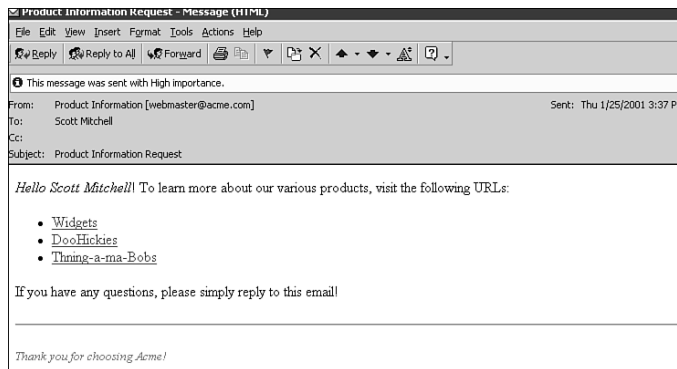 Product Information Request - Message (HTML)
File Edit View Insert Format Tools Actions Help
Reply Reply to All Forward
This message was sent with High importance.
From: Product Information [webmaster@acme.com] Sent: Thu 1/25/2001 3:37 P
To: Scott Mitchell
Cc:
Subject: Product Information Request
Hello Scott Mitchell! To learn more about our various products, visit the following URLs:
• Widgets
• DooHickies
• Thning-a-ma-Bobs
If you have any questions, please simply reply to this email!
Thank you for choosing Acme!